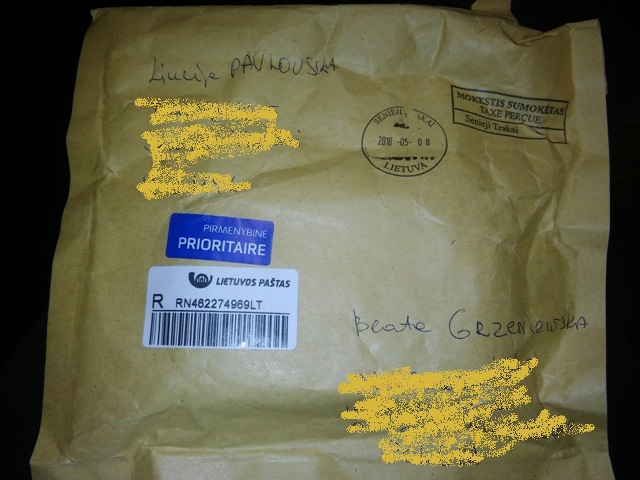 Liucija PAVLOVSKA
MOKESTIS SUMOKĖTAS
TAXE PERÇUE
Senieji Trakai
SENIEJI TRAKAI
2018-05-08
LIETUVA
PIRMENYBINE
PRIORITAIRE
LIETUVOS PAŠTAS
R RN462274969LT
Beata GRZENIEWSKA